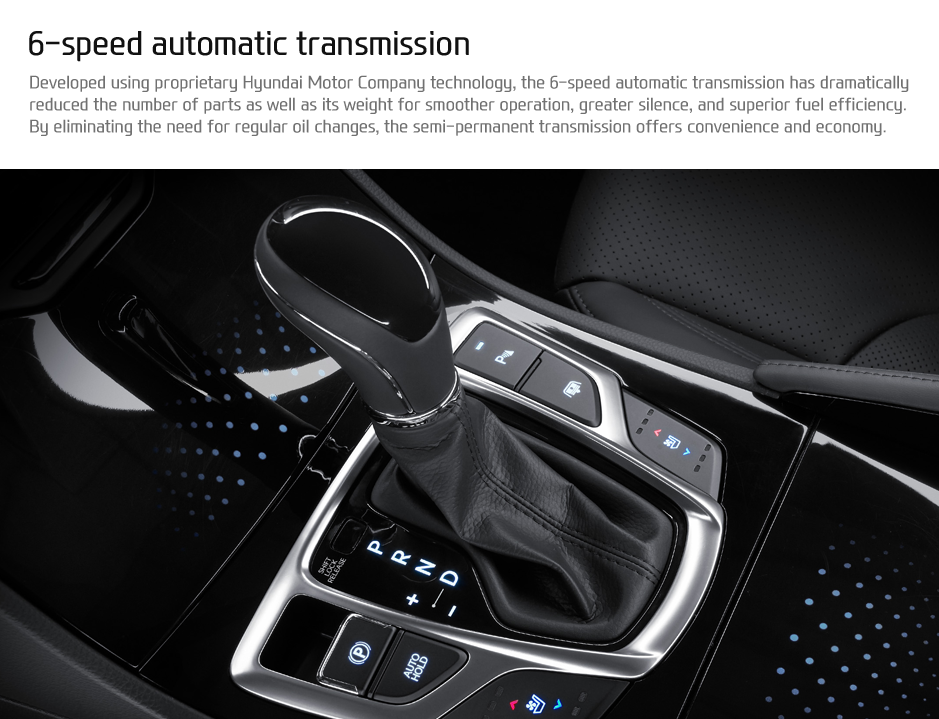 6-speed automatic transmission
Developed using proprietary Hyundai Motor Company technology, the 6-speed automatic transmission has dramatically
reduced the number of parts as well as its weight for smoother operation, greater silence, and superior fuel efficiency.
By eliminating the need for regular oil changes, the semi-permanent transmission offers convenience and economy.
P
P
R
N
D
+
-
SHIFT
LOCK
RELEASE
P
AUTO
HOLD